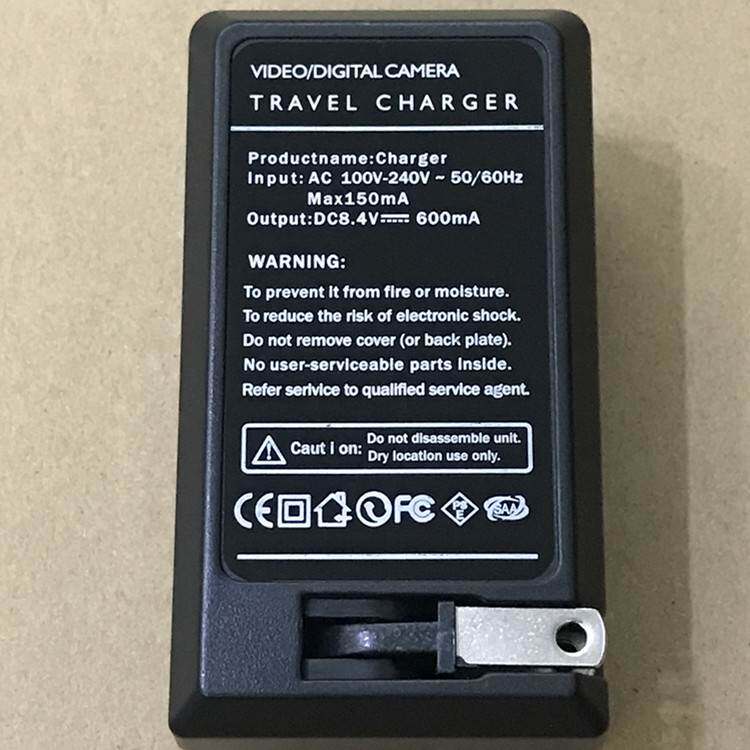 VIDEO/DIGITAL CAMERA
TRAVEL CHARGER
Productname:Charger
Input: AC 100V-240V ~ 50/60Hz
Max150mA
Output:DC8.4V⎓ 600mA
WARNING:
To prevent it from fire or moisture.
To reduce the risk of electronic shock.
Do not remove cover (or back plate).
No user-serviceable parts inside.
Refer serivice to qualified service agent.
Caut i on: Do not disassemble unit.
Dry location use only.
CE FC PS E SAA